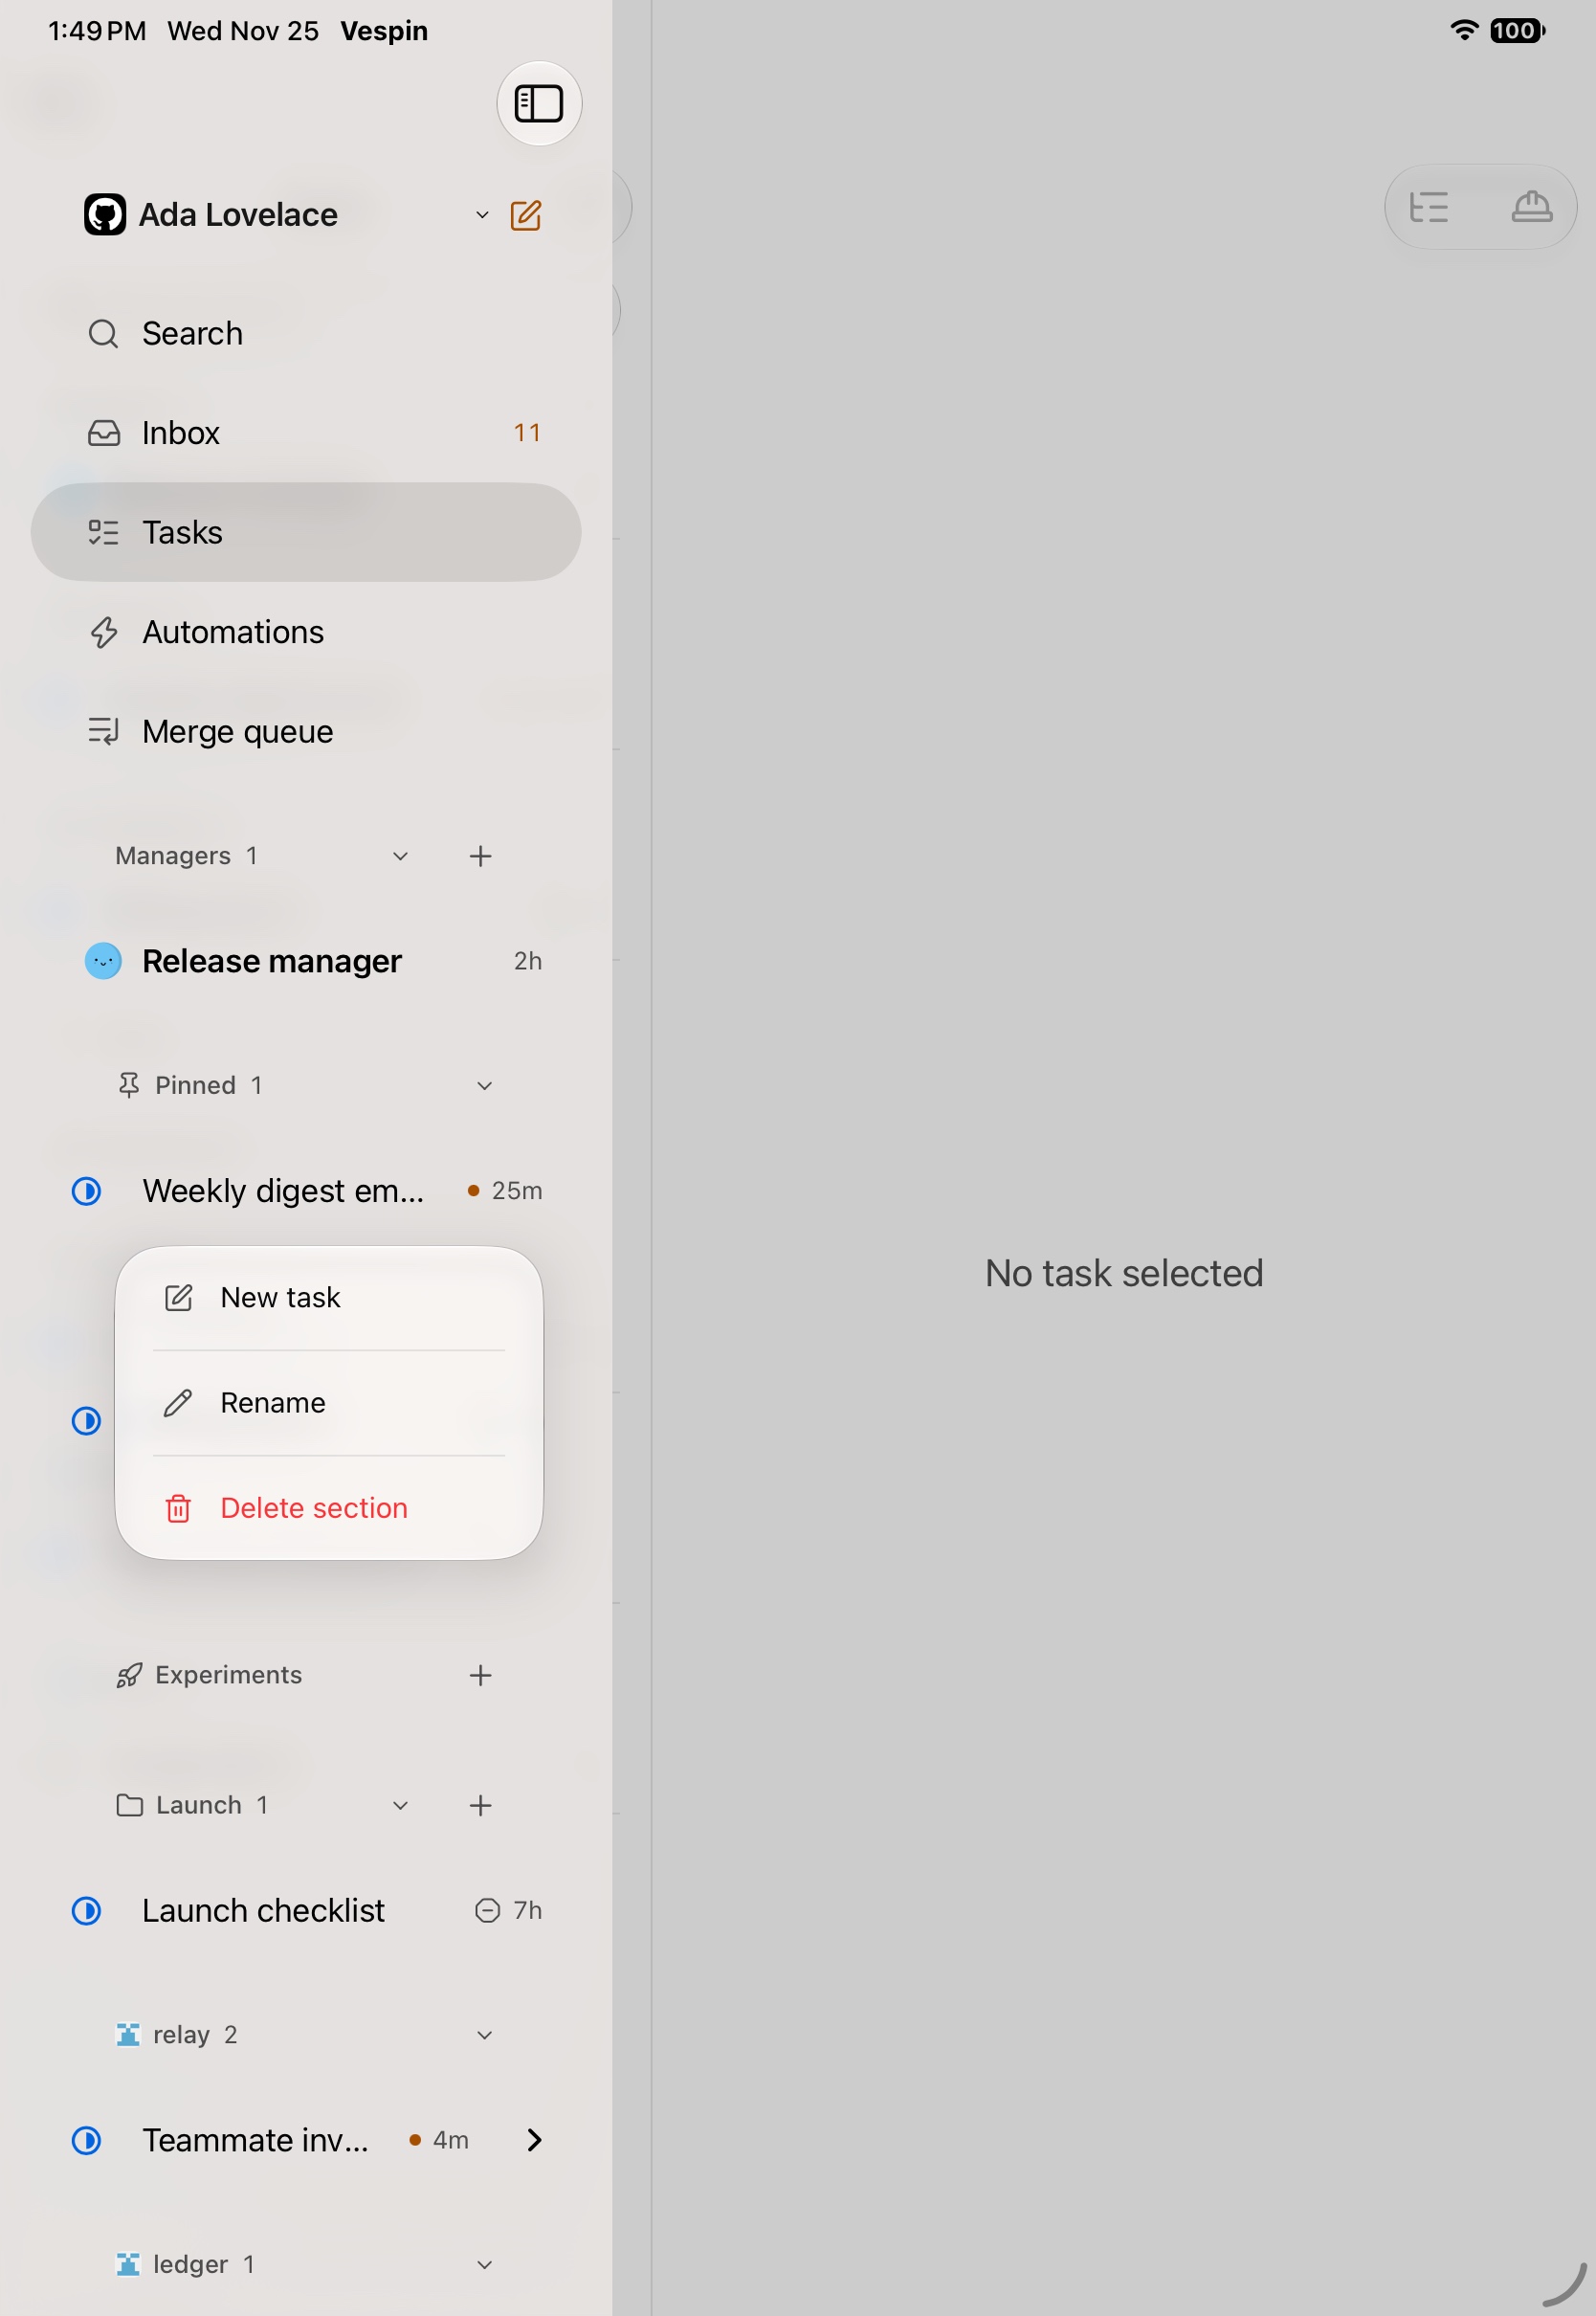 1:49 PM Wed Nov 25 Vespin
100
Ada Lovelace
Search
Inbox 11
Tasks
Automations
Merge queue
Managers 1
Release manager 2h
Pinned 1
Weekly digest em... 25m
New task
Rename
Delete section
No task selected
Experiments
Launch 1
Launch checklist 7h
relay 2
Teammate inv... 4m
ledger 1